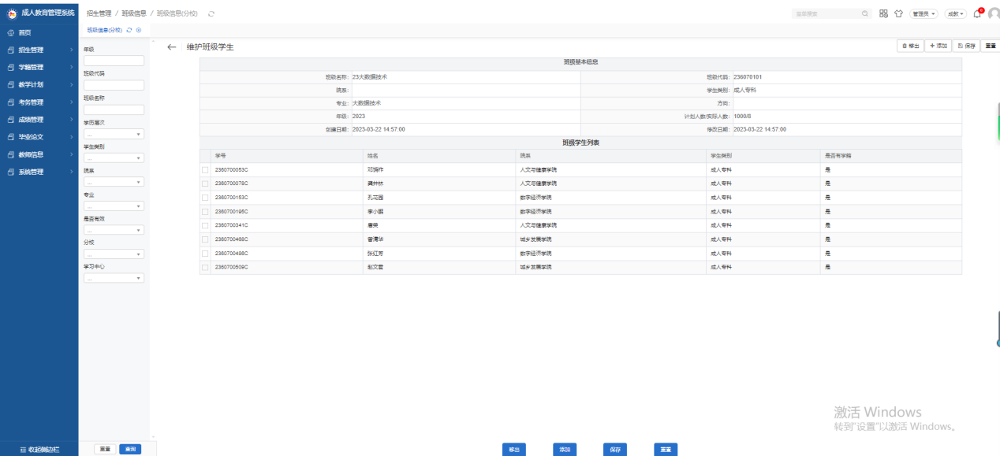 成人教育管理系统
招生管理 / 班级信息 / 班级信息(分校)
菜单搜索
管理员
成教
班级信息(分校)
首页
招生管理
学籍管理
教学计划
考务管理
成绩管理
毕业论文
教师信息
系统管理
收起侧边栏
年级
班级代码
班级名称
学历层次
...
学生类别
...
院系
...
专业
...
是否有效
...
分校
...
学习中心
...
重置 查询
← 维护班级学生
移出 添加 保存 重置
班级基本信息
班级名称: 23大数据技术 班级代码: 236070101
院系: 学生类别: 成人专科
专业: 大数据技术 方向:
年级: 2023 计划人数/实际人数: 1000/8
创建日期: 2023-03-22 14:57:00 修改日期: 2023-03-22 14:57:00
班级学生列表
学号 姓名 院系 学生类别 是否有学籍
2360700053C 人文与健康学院 成人专科 是
2360700078C 龚井林 人文与健康学院 成人专科 是
2360700153C 孔花园 数字经济学院 成人专科 是
2360700195C 李小鹏 数字经济学院 成人专科 是
2360700341C 唐荣 人文与健康学院 成人专科 是
2360700468C 曾清华 城乡发展学院 成人专科 是
2360700486C 张红芳 数字经济学院 成人专科 是
2360700609C 赵文君 城乡发展学院 成人专科 是
激活 Windows
转到"设置"以激活 Windows。
移出 添加 保存 重置